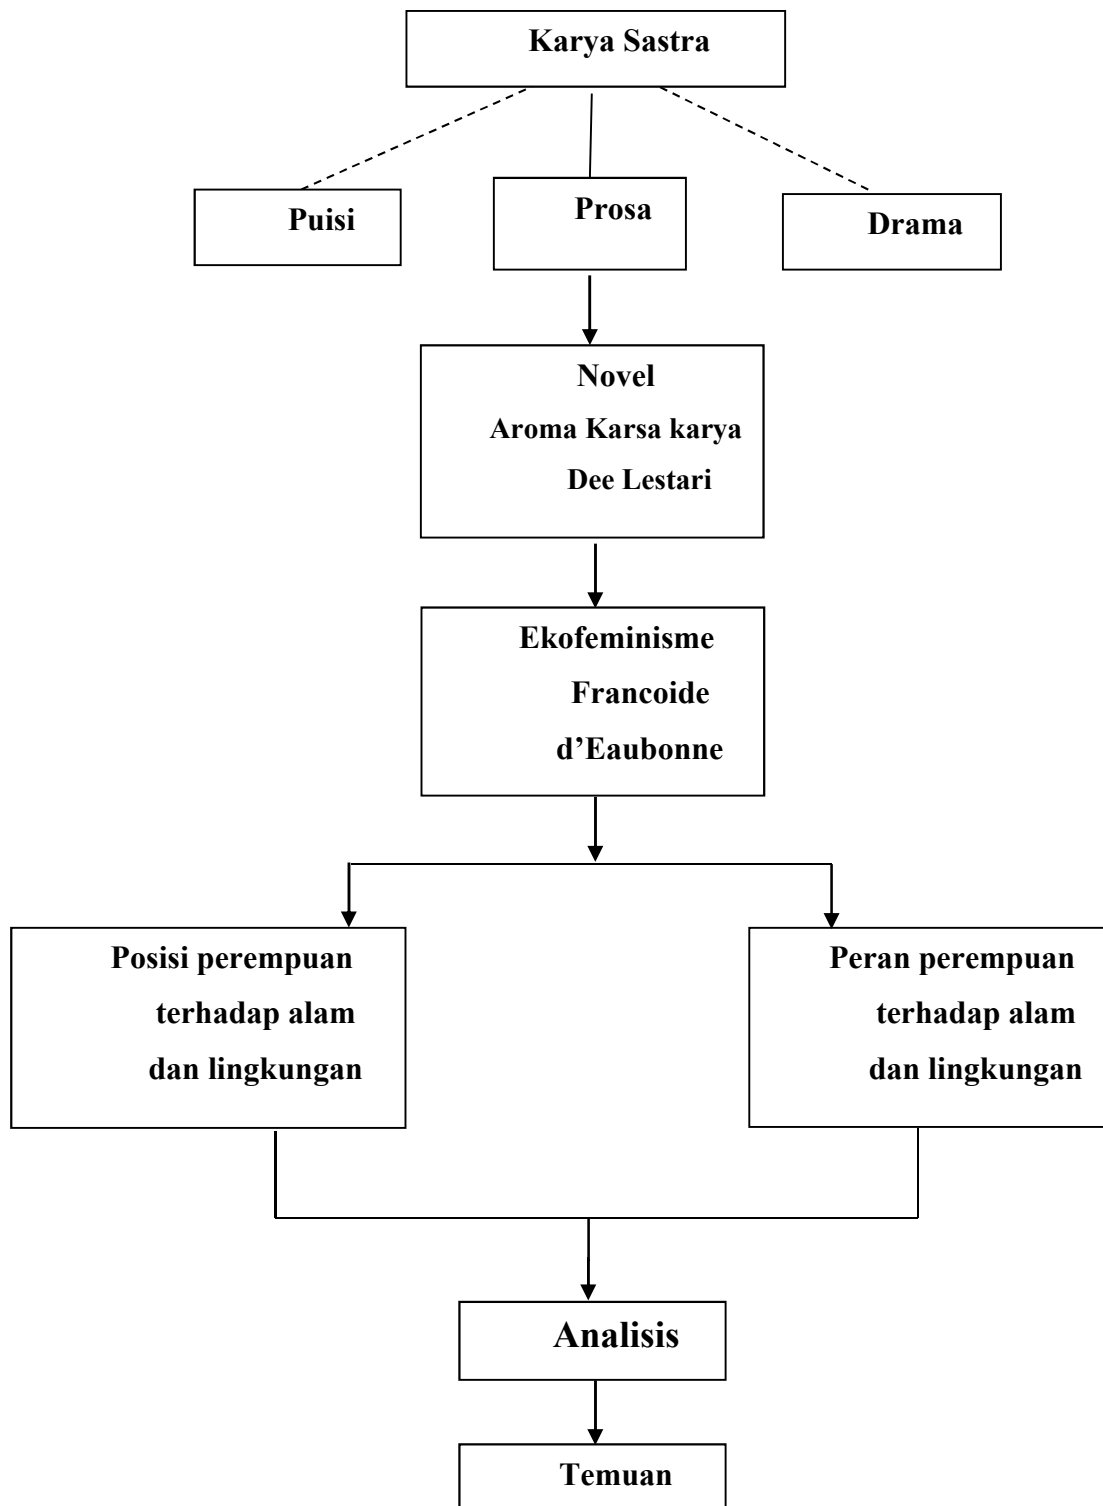 Karya Sastra
Puisi
Prosa
Drama
Novel
Aroma Karsa karya
Dee Lestari
Ekofeminisme
Francoide
d’Eaubonne
Posisi perempuan
terhadap alam
dan lingkungan
Peran perempuan
terhadap alam
dan lingkungan
Analisis
Temuan